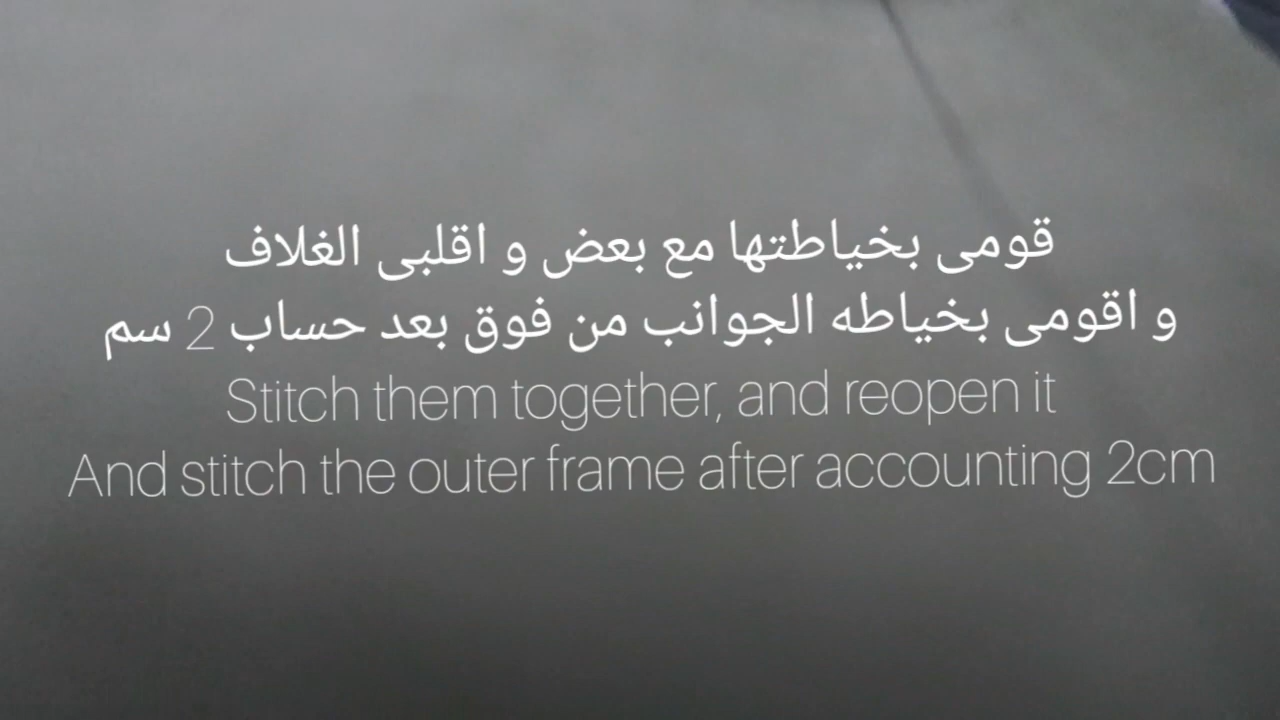 قومى بخياطتها مع بعض و اقلبى الغلاف
و اقومى بخياطه الجوانب من فوق بعد حساب 2 سم
Stitch them together, and reopen it
And stitch the outer frame after accounting 2cm